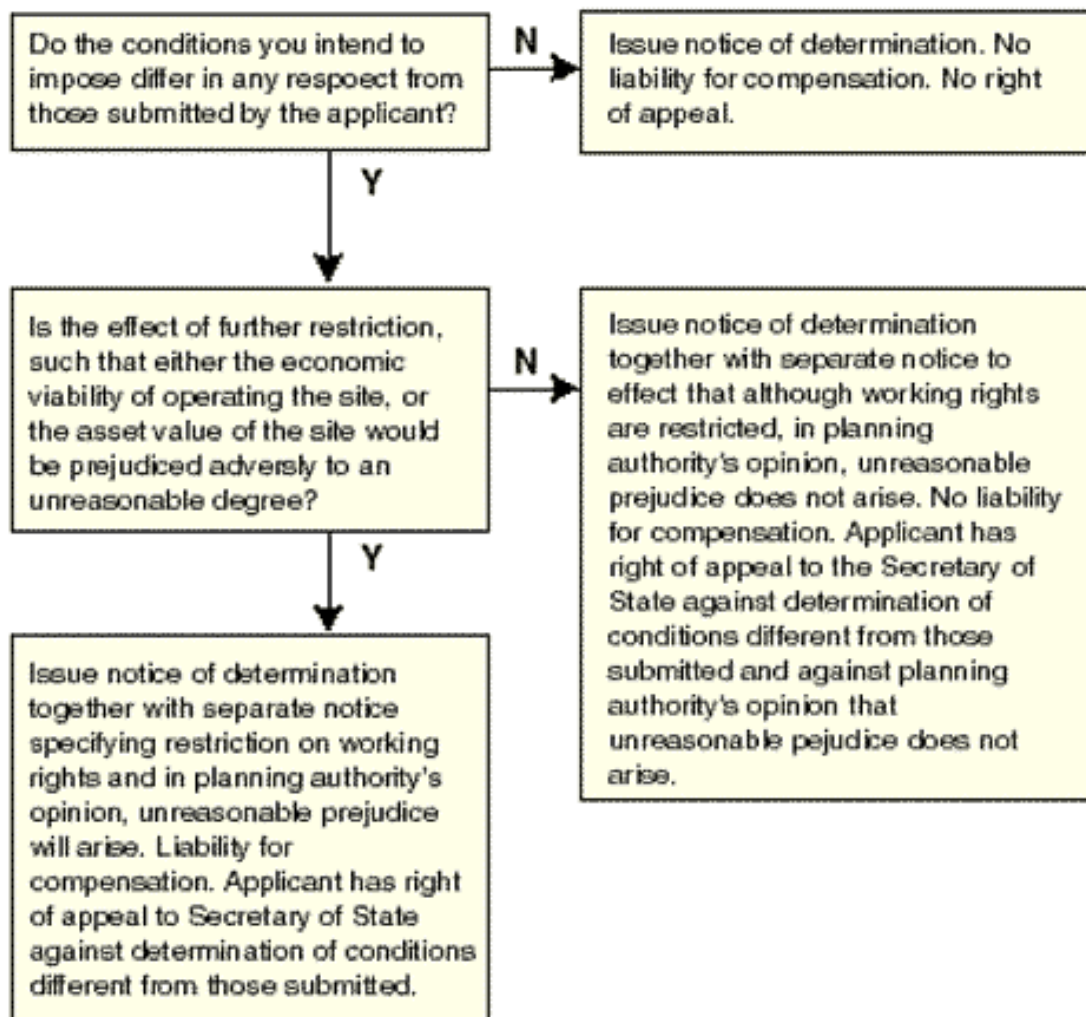 Do the conditions you intend to
impose differ in any respoect from
those submitted by the applicant?
N
Issue notice of determination. No
liability for compensation. No right
of appeal.
Y
Is the effect of further restriction,
such that either the economic
viability of operating the site, or
the asset value of the site would
be prejudiced adversly to an
unreasonable degree?
N
Issue notice of determination
together with separate notice to
effect that although working rights
are restricted, in planning
authority's opinion, unreasonable
prejudice does not arise. No liability
for compensation. Applicant has
right of appeal to the Secretary of
State against determination of
conditions different from those
submitted and against planning
authority's opinion that
unreasonable pejudice does not
arise.
Y
Issue notice of determination
together with separate notice
specifying restriction on working
rights and in planning authority's
opinion, unreasonable prejudice
will arise. Liability for
compensation. Applicant has right
of appeal to Secretary of State
against determination of conditions
different from those submitted.